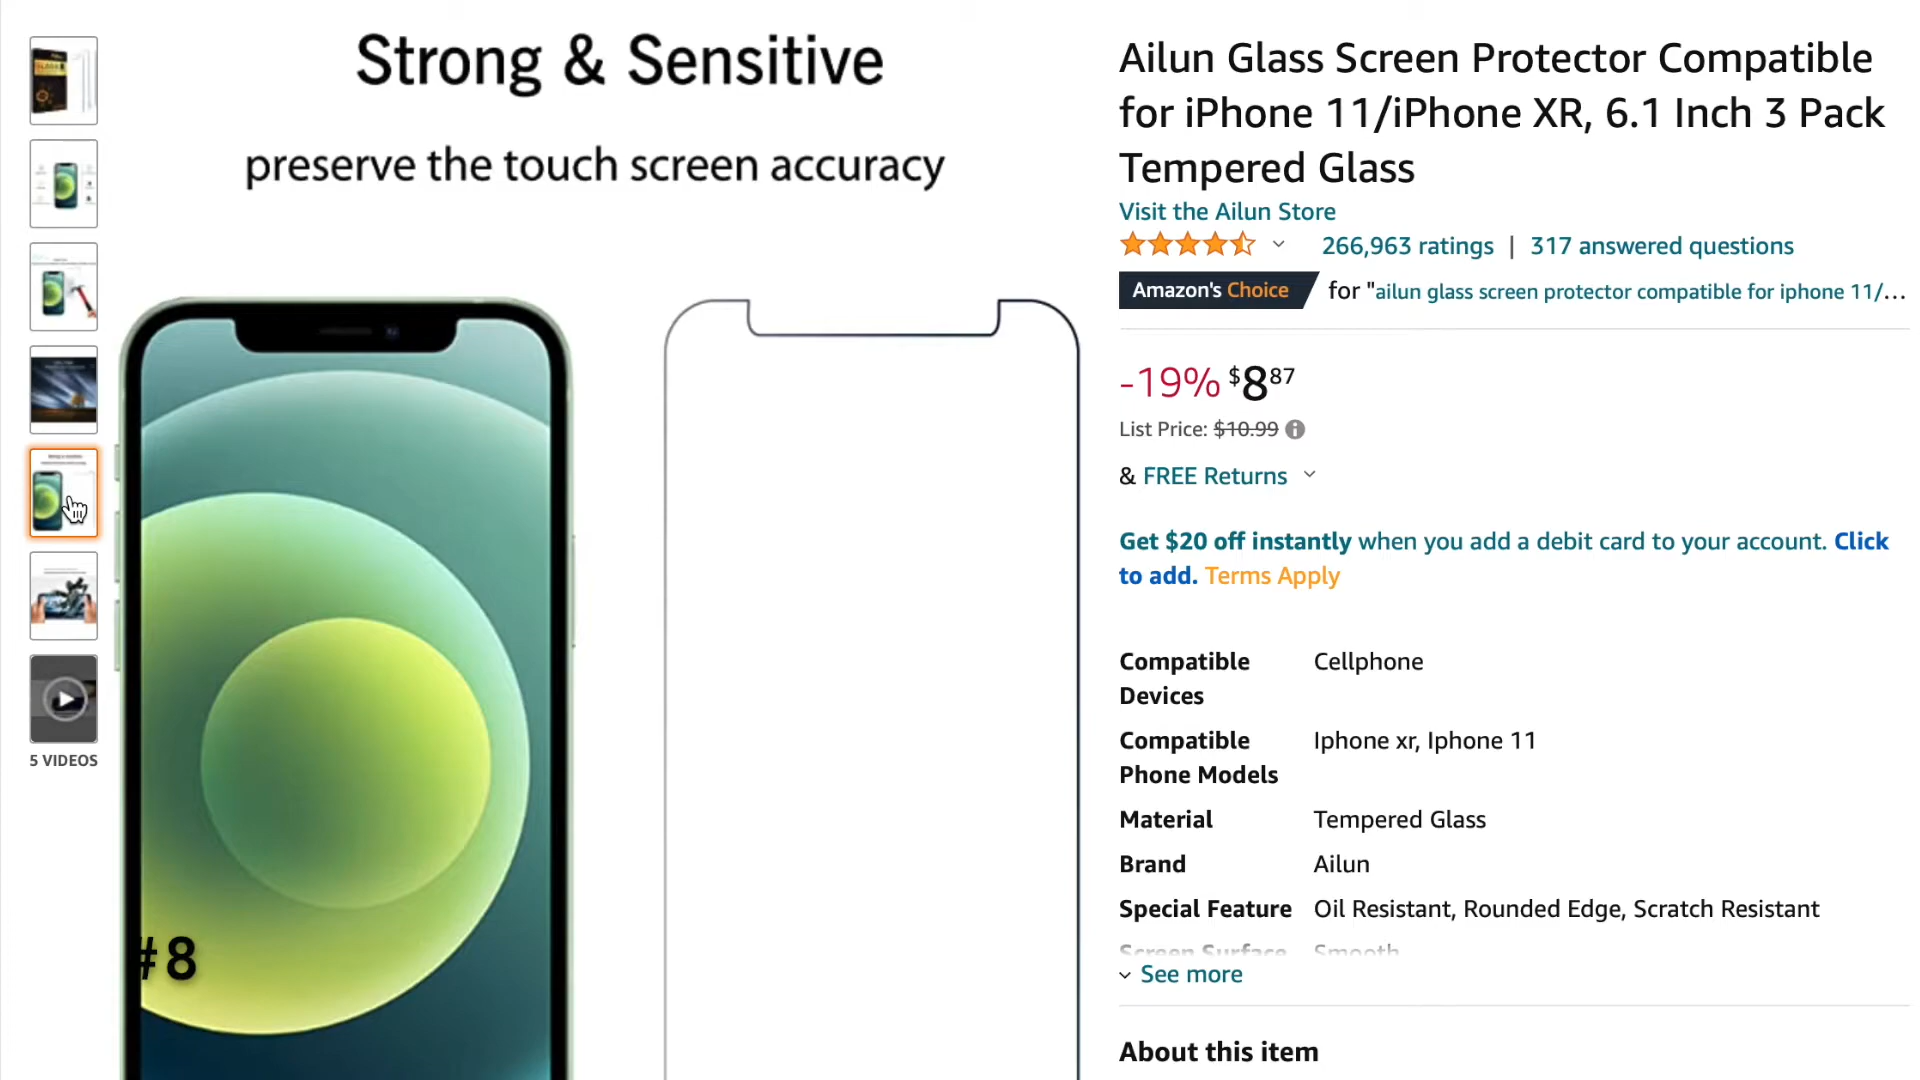 Strong & Sensitive
preserve the touch screen accuracy
5 VIDEOS
#8
Ailun Glass Screen Protector Compatible
for iPhone 11/iPhone XR, 6.1 Inch 3 Pack
Tempered Glass
Visit the Ailun Store
266,963 ratings | 317 answered questions
Amazon's Choice for "ailun glass screen protector compatible for iphone 11/...
-19% $8 87
List Price: $10.99
& FREE Returns
Get $20 off instantly when you add a debit card to your account. Click
to add. Terms Apply
Compatible Cellphone
Devices
Compatible Iphone xr, Iphone 11
Phone Models
Material Tempered Glass
Brand Ailun
Special Feature Oil Resistant, Rounded Edge, Scratch Resistant
Screen Surface Smooth
See more
About this item